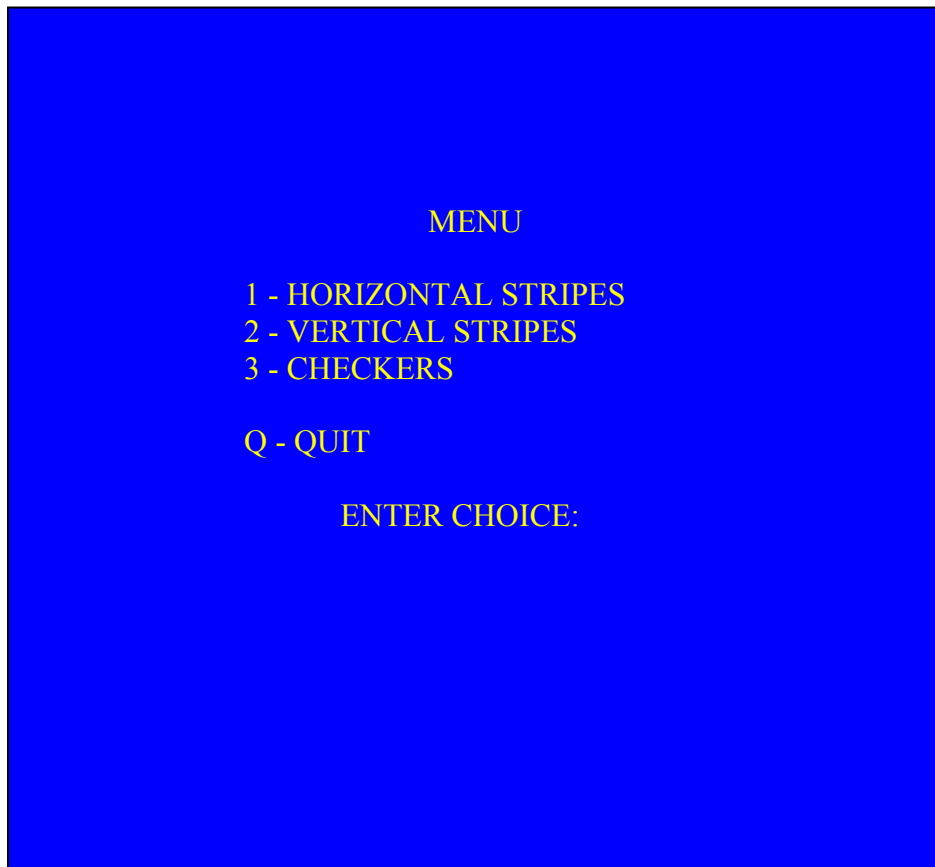 MENU
1 - HORIZONTAL STRIPES
2 - VERTICAL STRIPES
3 - CHECKERS
Q - QUIT
ENTER CHOICE: